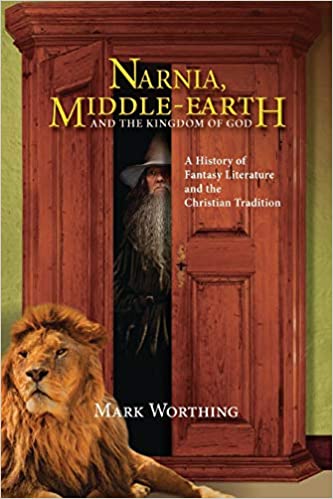 NARNIA,
MIDDLE-EARTH
AND THE KINGDOM OF GOD
A History of
Fantasy Literature
and the
Christian Tradition
MARK WORTHING